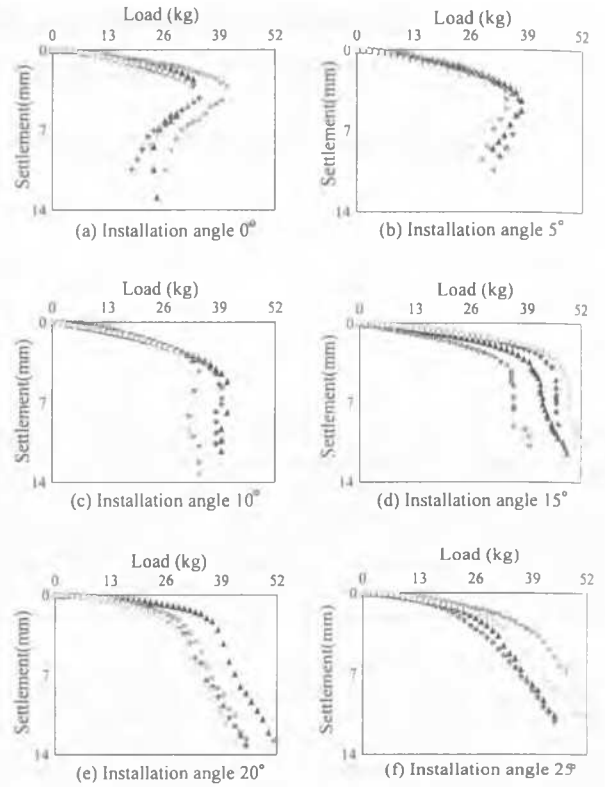 Load (kg)
0 13 26 39 52
Settlement(mm)
0
7
14
(a) Installation angle 0°
Load (kg)
0 13 26 39 52
Settlement(mm)
0
7
14
(b) Installation angle 5°
Load (kg)
0 13 26 39 52
Settlement(mm)
0
7
14
(c) Installation angle 10°
Load (kg)
0 13 26 39 52
Settlement(mm)
0
7
14
(d) Installation angle 15°
Load (kg)
0 13 26 39 52
Settlement(mm)
0
7
14
(e) Installation angle 20°
Load (kg)
0 13 26 39 52
Settlement(mm)
0
7
14
(f) Installation angle 25°